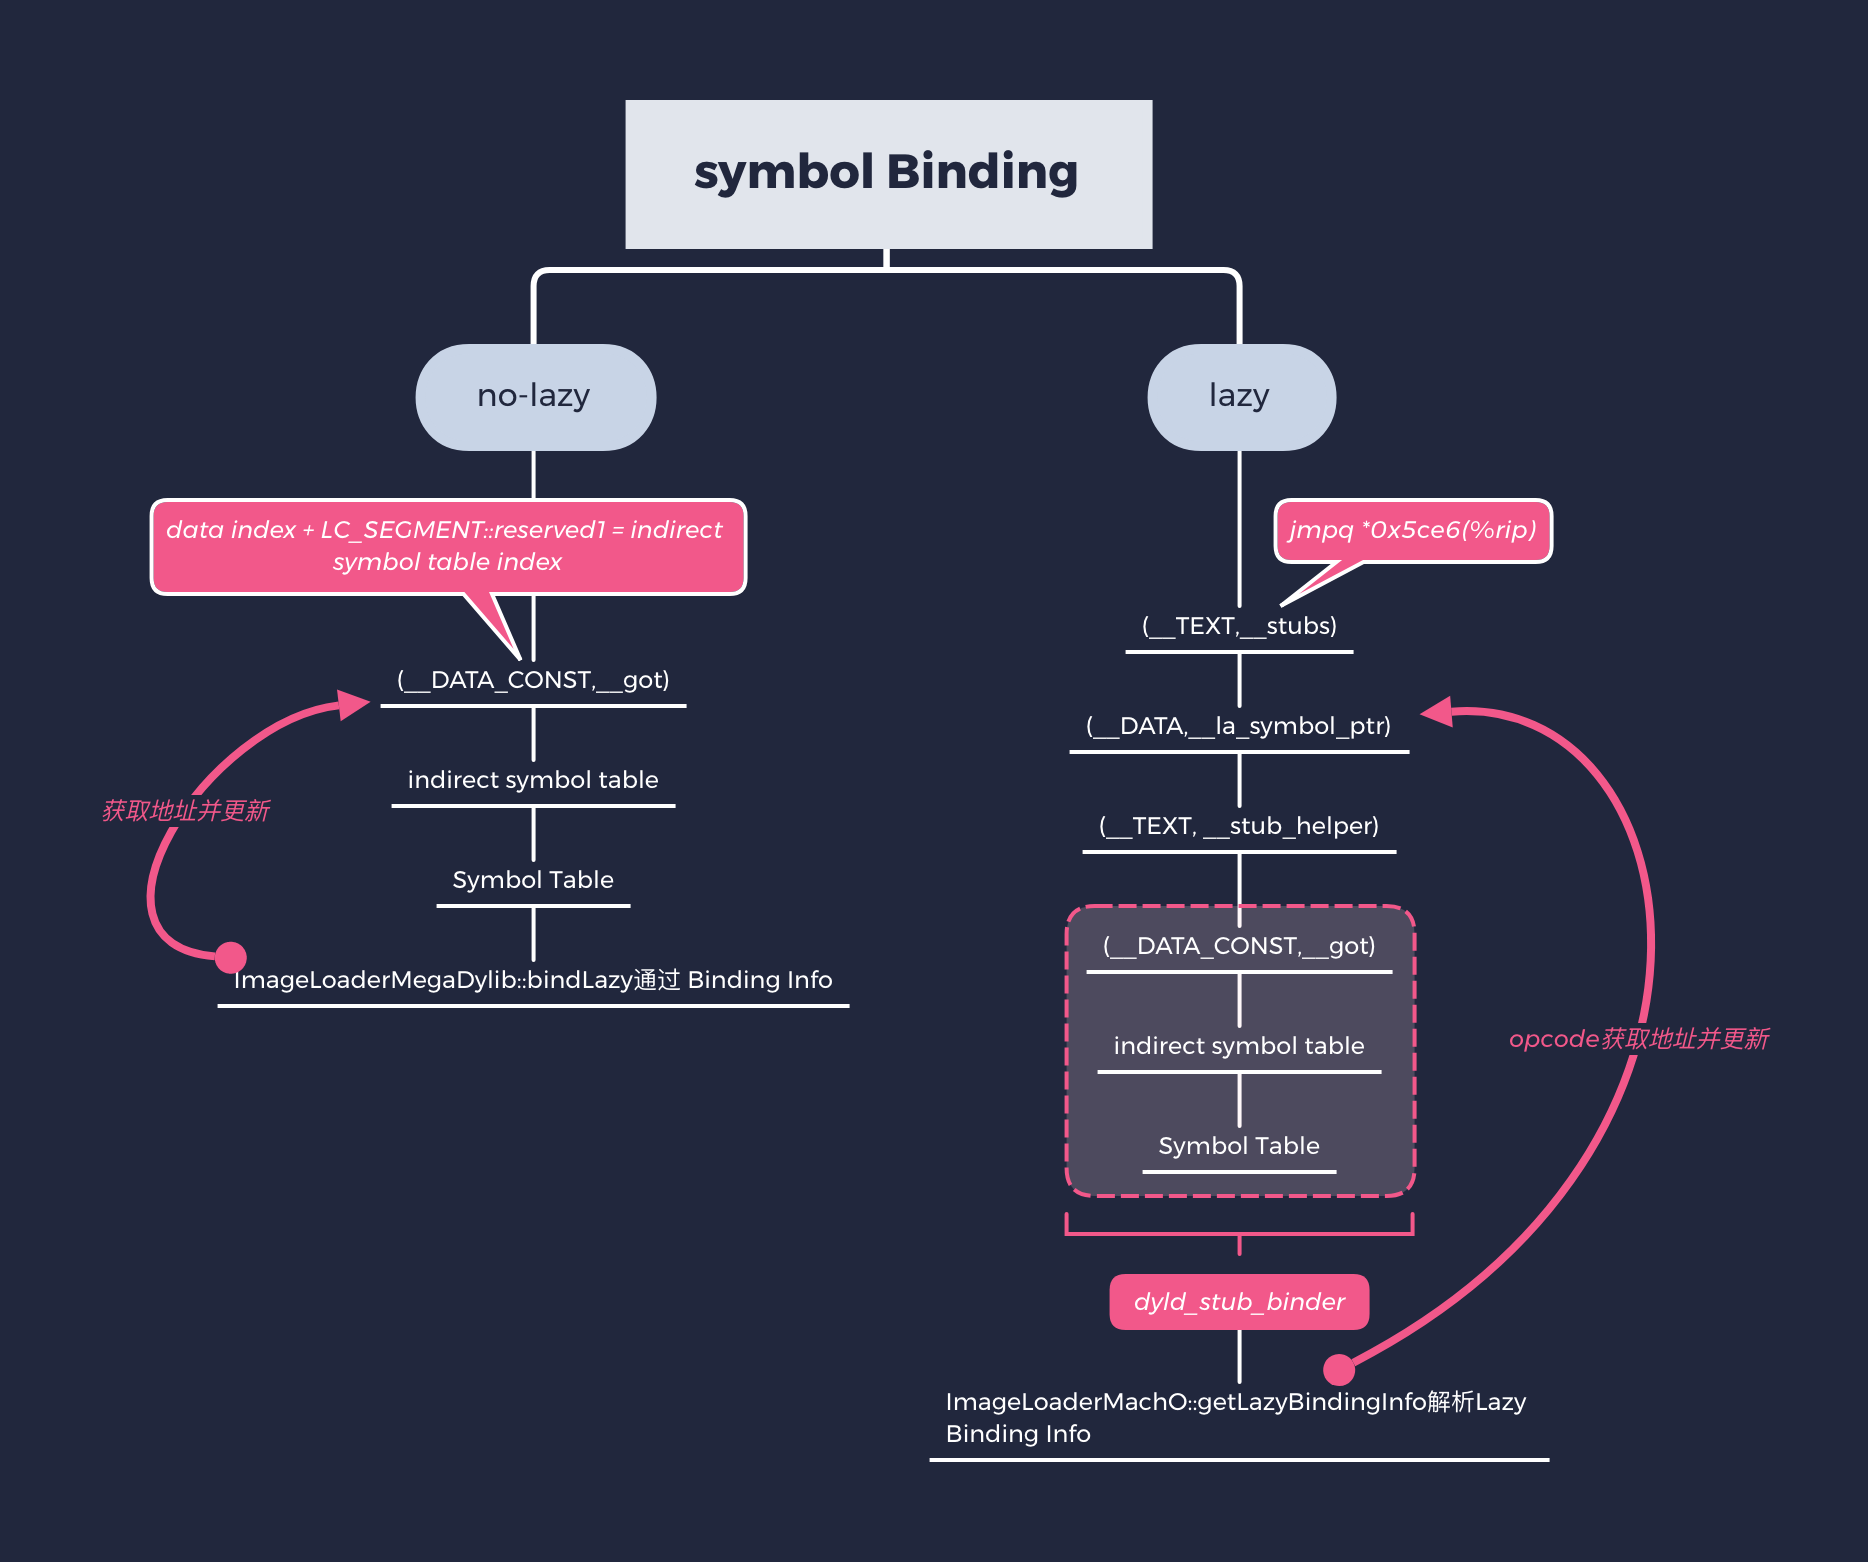 symbol Binding
no-lazy
lazy
data index + LC_SEGMENT::reserved1 = indirect
symbol table index
jmpq *0x5ce6(%rip)
(__DATA_CONST,__got)
indirect symbol table
Symbol Table
ImageLoaderMegaDylib::bindLazy通过 Binding Info
获取地址并更新
(__TEXT,__stubs)
(__DATA,__la_symbol_ptr)
(__TEXT, __stub_helper)
(__DATA_CONST,__got)
indirect symbol table
Symbol Table
dyld_stub_binder
ImageLoaderMachO::getLazyBindingInfo解析Lazy
Binding Info
opcode获取地址并更新